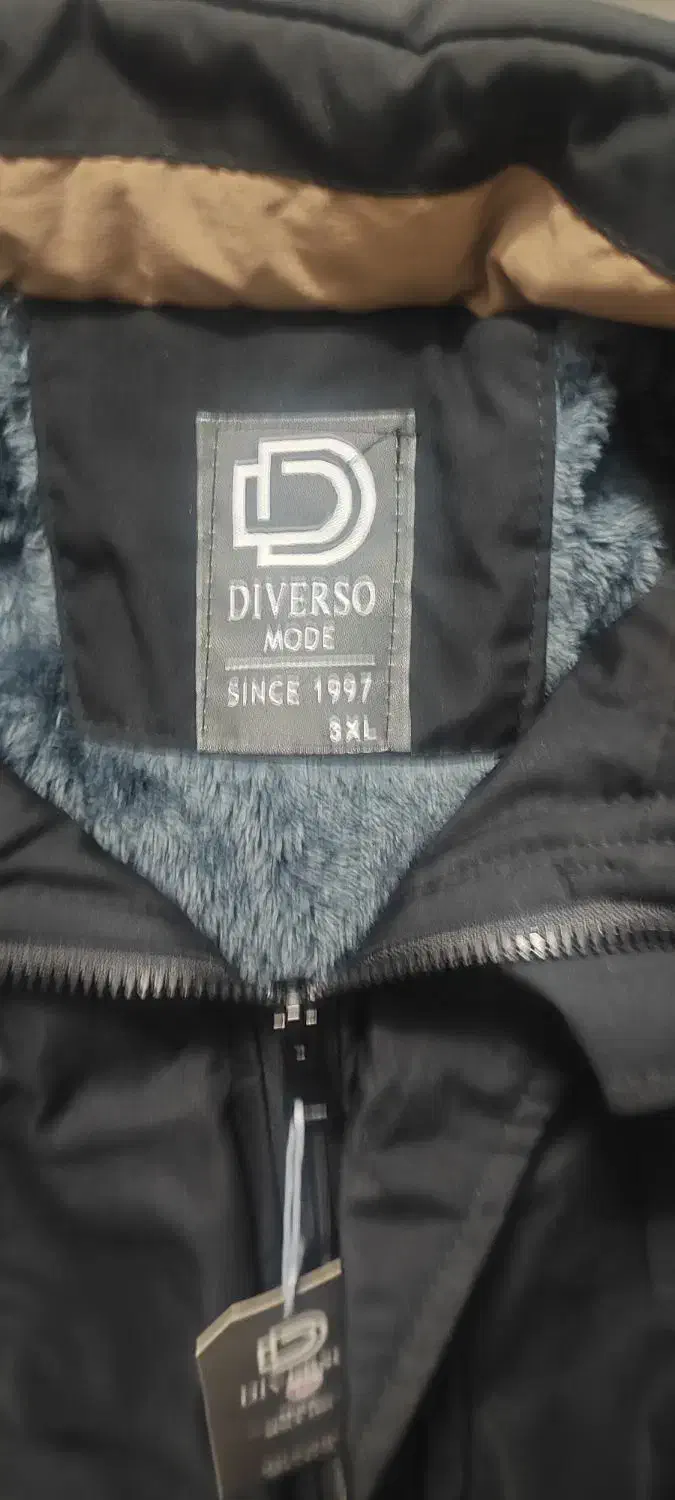 DIVERSO
MODE
SINCE 1997
3XL